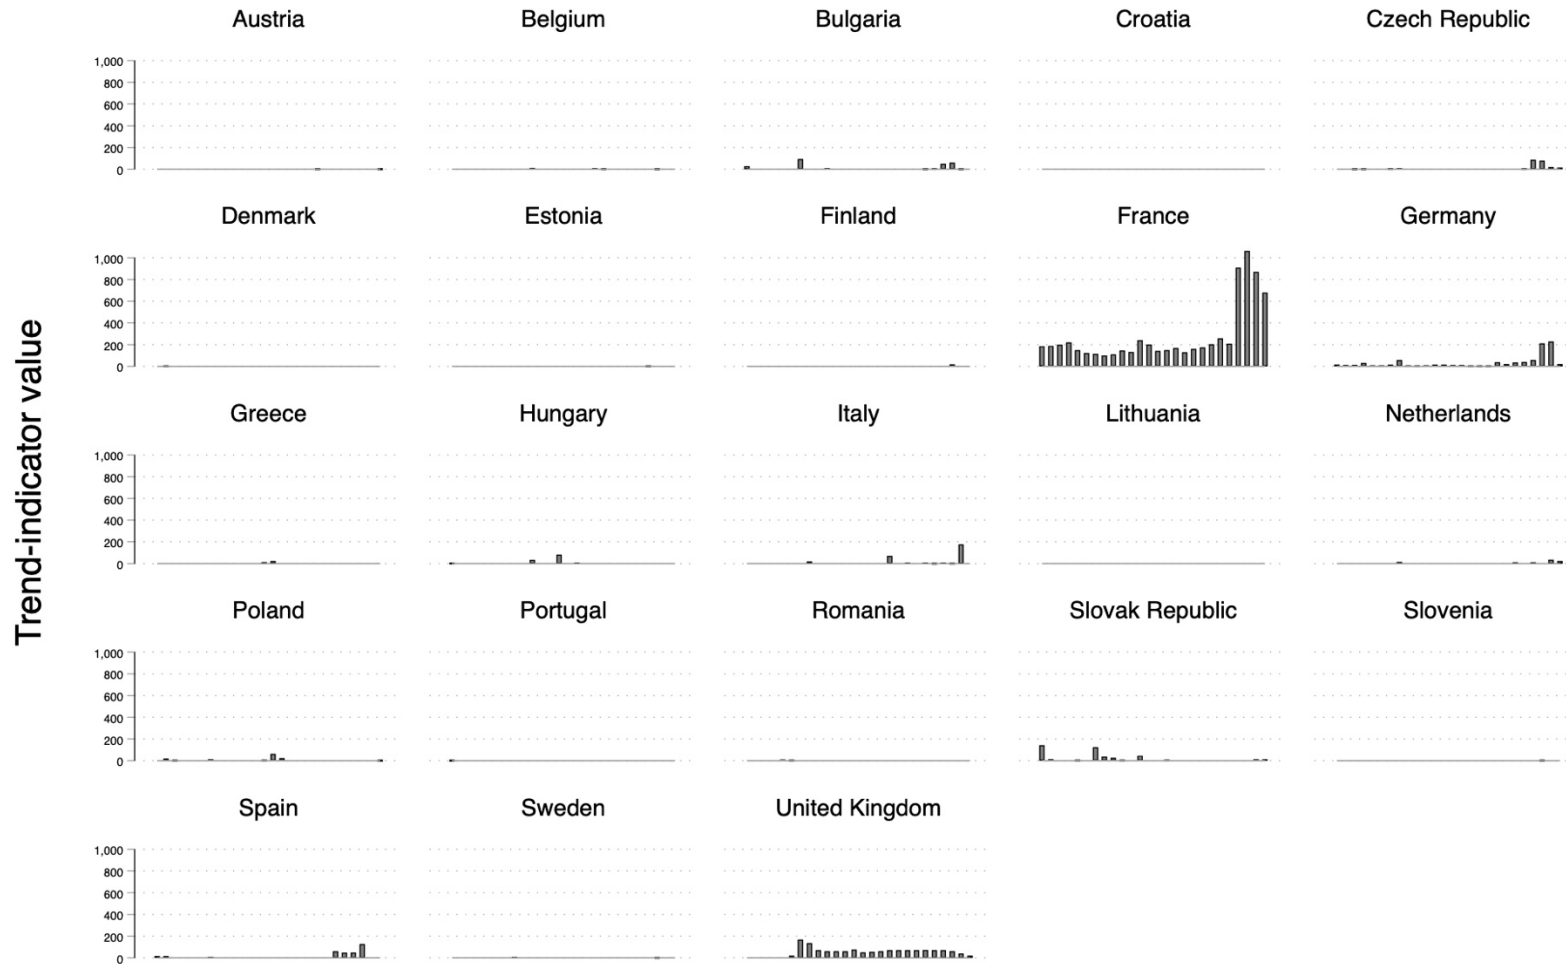 Trend-indicator value
Austria
Belgium
Bulgaria
Croatia
Czech Republic
1,000
800
600
400
200
0
Denmark
Estonia
Finland
France
Germany
1,000
800
600
400
200
0
Greece
Hungary
Italy
Lithuania
Netherlands
1,000
800
600
400
200
0
Poland
Portugal
Romania
Slovak Republic
Slovenia
1,000
800
600
400
200
0
Spain
Sweden
United Kingdom
1,000
800
600
400
200
0